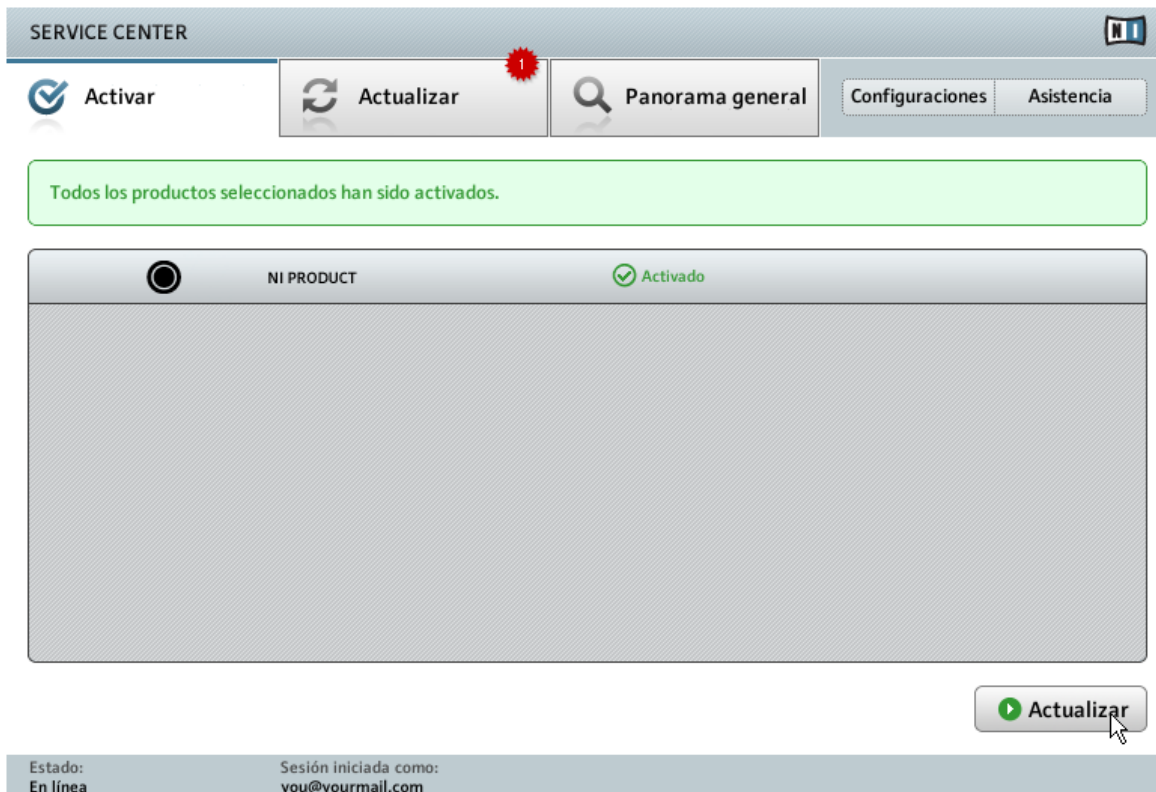 SERVICE CENTER
NI
Activar
Actualizar
1
Panorama general
Configuraciones
Asistencia
Todos los productos seleccionados han sido activados.
NI PRODUCT
Activado
Actualizar
Estado:
Sesión iniciada como:
En línea
you@yourmail.com